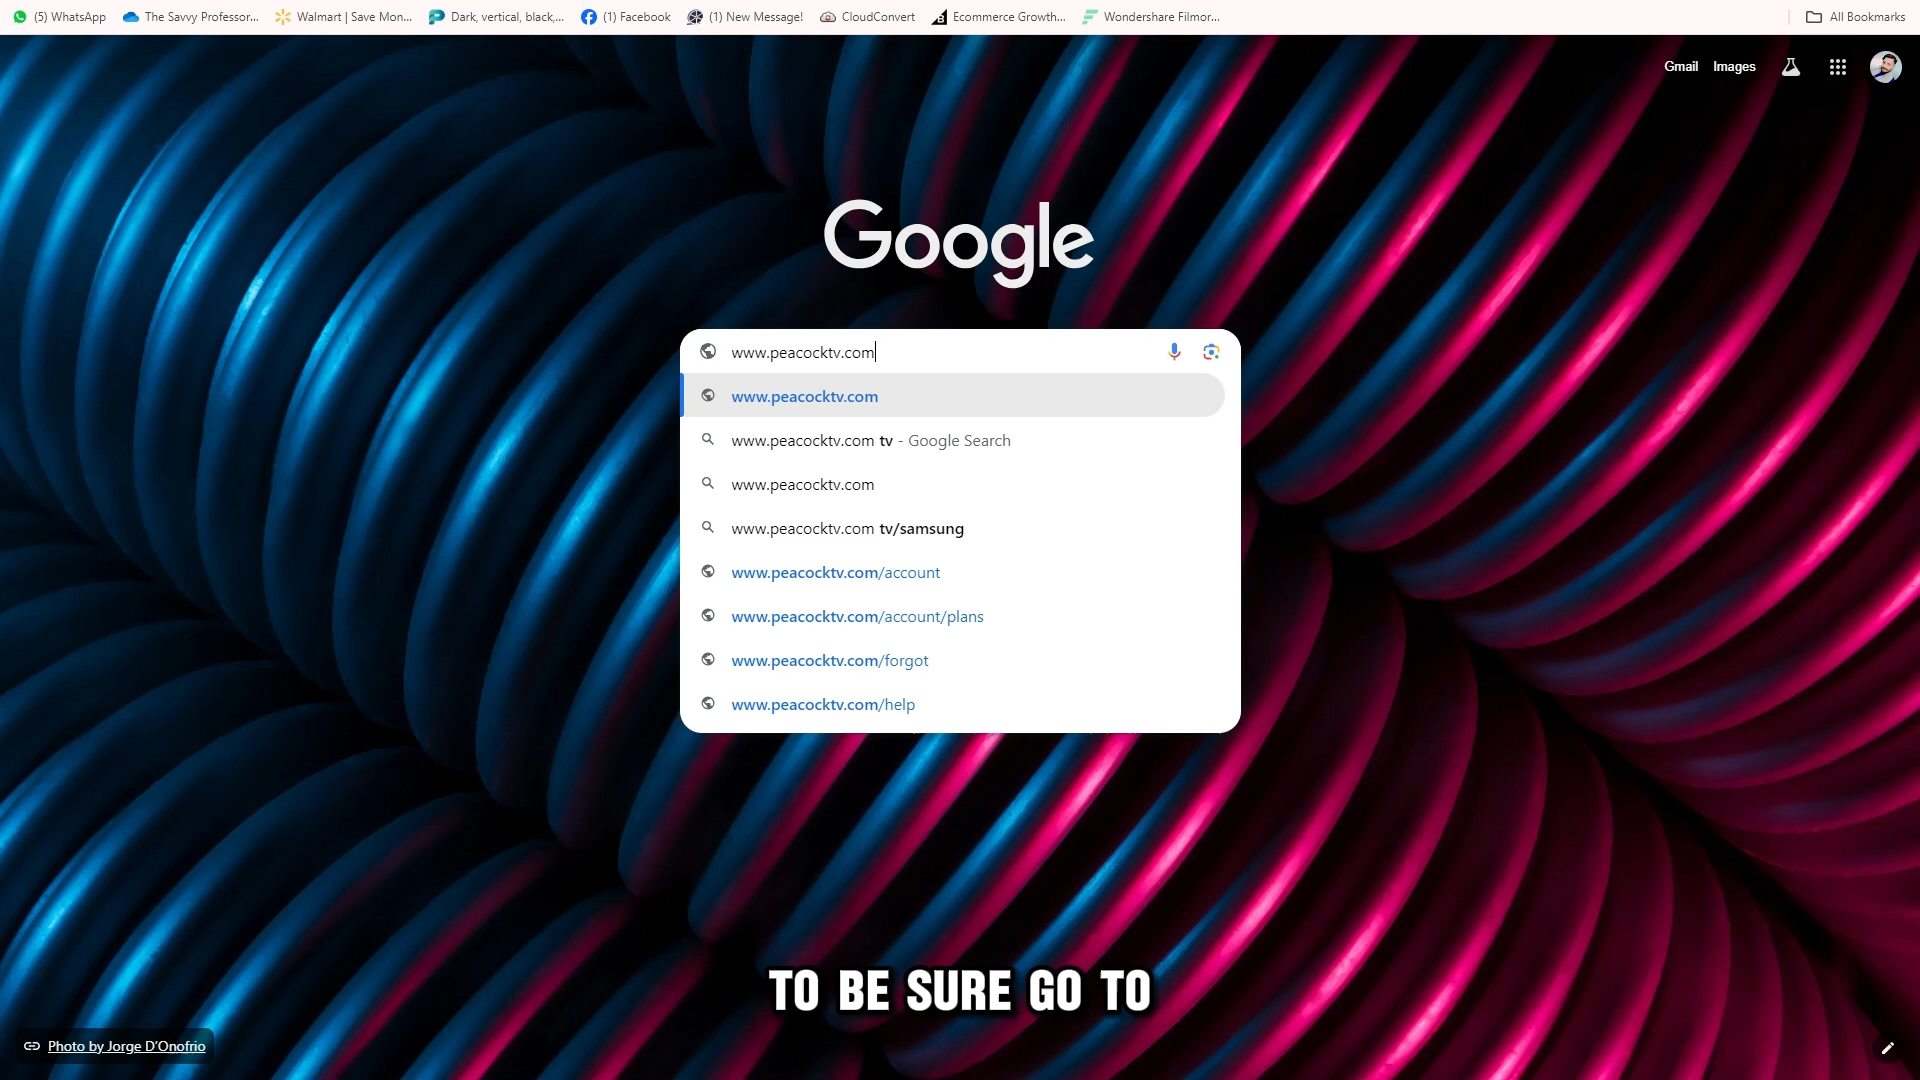 (5) WhatsApp
The Savvy Professor...
Walmart | Save Mon...
Dark, vertical, black,...
(1) Facebook
(1) New Message!
CloudConvert
Ecommerce Growth...
Wondershare Filmor...
All Bookmarks
Gmail
Images
Google
www.peacocktv.com
www.peacocktv.com
www.peacocktv.com tv - Google Search
www.peacocktv.com
www.peacocktv.com tv/samsung
www.peacocktv.com/account
www.peacocktv.com/account/plans
www.peacocktv.com/forgot
www.peacocktv.com/help
TO BE SURE GO TO
Photo by Jorge D'Onofrio